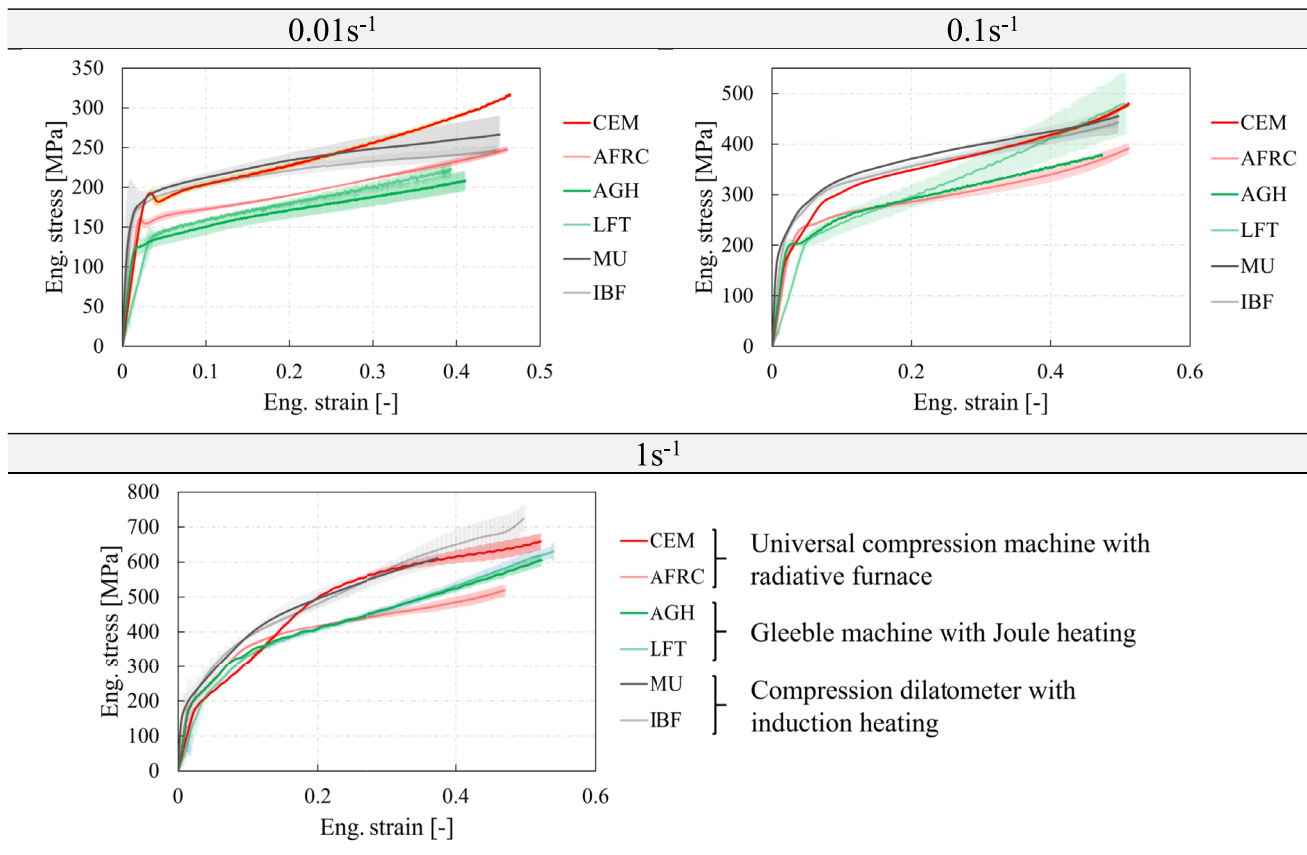 0.01s-1
0.1s-1
350
300
250
200
150
100
50
0
Eng. stress [MPa]
0 0.1 0.2 0.3 0.4 0.5
Eng. strain [-]
CEM
AFRC
AGH
LFT
MU
IBF
500
400
300
200
100
0
Eng. stress [MPa]
0 0.2 0.4 0.6
Eng. strain [-]
CEM
AFRC
AGH
LFT
MU
IBF
1s-1
800
700
600
500
400
300
200
100
0
Eng. stress [MPa]
0 0.2 0.4 0.6
Eng. strain [-]
CEM
AFRC
Universal compression machine with
radiative furnace
AGH
LFT
Gleeble machine with Joule heating
MU
IBF
Compression dilatometer with
induction heating